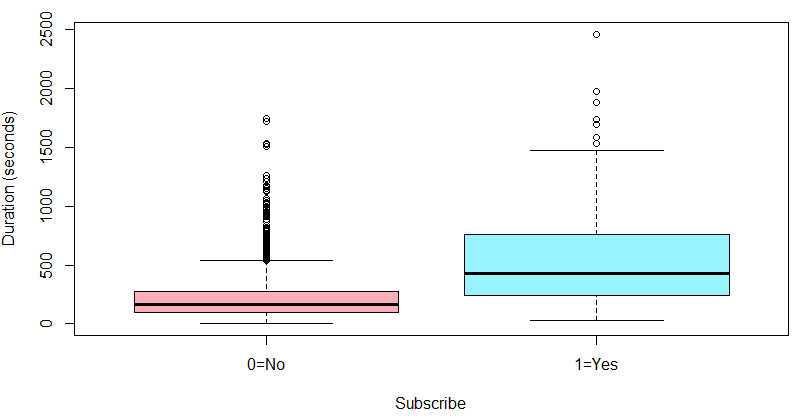 Duration (seconds)
2500
2000
1500
1000
500
0
0=No
1=Yes
Subscribe